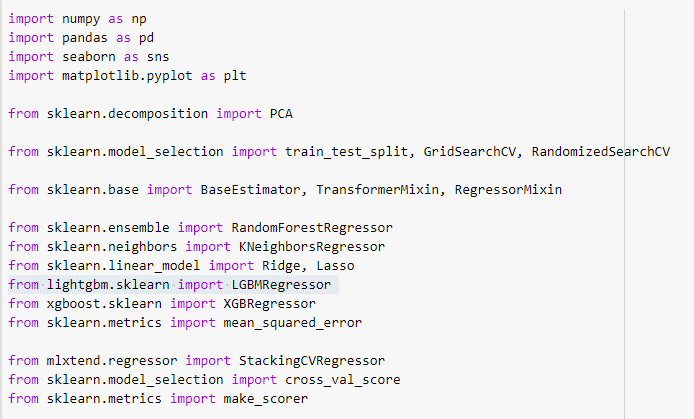 import numpy as np
import pandas as pd
import seaborn as sns
import matplotlib.pyplot as plt
from sklearn.decomposition import PCA
from sklearn.model_selection import train_test_split, GridSearchCV, RandomizedSearchCV
from sklearn.base import BaseEstimator, TransformerMixin, RegressorMixin
from sklearn.ensemble import RandomForestRegressor
from sklearn.neighbors import KNeighborsRegressor
from sklearn.linear_model import Ridge, Lasso
from lightgbm.sklearn import LGBMRegressor
from xgboost.sklearn import XGBRegressor
from sklearn.metrics import mean_squared_error
from mlxtend.regressor import StackingCVRegressor
from sklearn.model_selection import cross_val_score
from sklearn.metrics import make_scorer